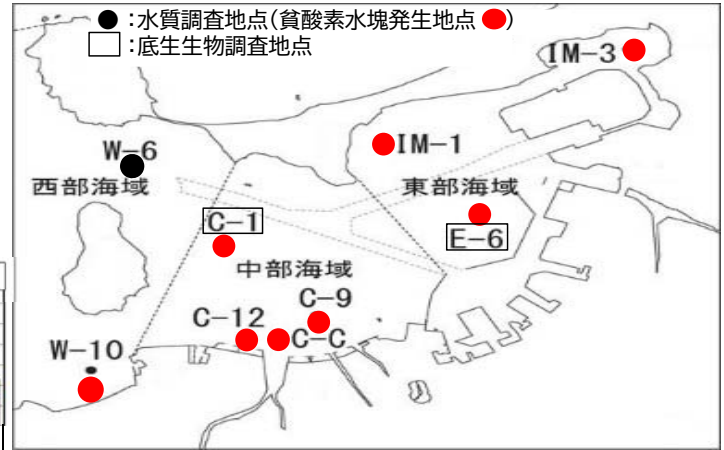 ●：水質調査地点（貧酸素水塊発生地点 ●）
□：底生生物調査地点
IM-3
IM-1
W-6
西部海域
東部海域
C-1
E-6
中部海域
C-9
C-12
C-C
W-10